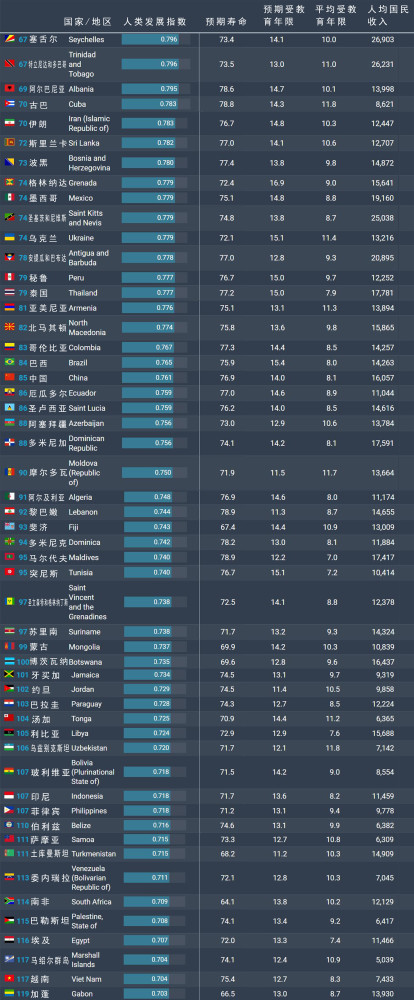 国家/地区 人类发展指数 预期寿命 预期受教育年限 平均受教育年限 人均国民收入
67 塞舌尔 Seychelles 0.796 73.4 14.1 10.0 26,903
67 特立尼达和多巴哥 Trinidad and Tobago 0.796 73.5 13.0 11.0 26,231
69 阿尔巴尼亚 Albania 0.795 78.6 14.7 10.1 13,998
70 古巴 Cuba 0.783 78.8 14.3 11.8 8,621
70 伊朗 Iran (Islamic Republic of) 0.783 76.7 14.8 10.3 12,447
72 斯里兰卡 Sri Lanka 0.782 77.0 14.1 10.6 12,707
73 波黑 Bosnia and Herzegovina 0.780 77.4 13.8 9.8 14,872
74 格林纳达 Grenada 0.779 72.4 16.9 9.0 15,641
74 墨西哥 Mexico 0.779 75.1 14.8 8.8 19,160
74 圣基茨和尼维斯 Saint Kitts and Nevis 0.779 74.8 13.8 8.7 25,038
74 乌克兰 Ukraine 0.779 72.1 15.1 11.4 13,216
78 安提瓜和巴布达 Antigua and Barbuda 0.778 77.0 12.8 9.3 20,895
79 秘鲁 Peru 0.777 76.7 15.0 9.7 12,252
79 泰国 Thailand 0.777 77.2 15.0 7.9 17,781
81 亚美尼亚 Armenia 0.776 75.1 13.1 11.3 13,894
82 北马其顿 North Macedonia 0.774 75.8 13.6 9.8 15,865
83 哥伦比亚 Colombia 0.767 77.3 14.4 8.5 14,257
84 巴西 Brazil 0.765 75.9 15.4 8.0 14,263
85 中国 China 0.761 76.9 14.0 8.1 16,057
86 厄瓜多尔 Ecuador 0.759 77.0 14.6 8.9 11,044
86 圣卢西亚 Saint Lucia 0.759 76.2 14.0 8.5 14,616
88 阿塞拜疆 Azerbaijan 0.756 73.0 12.9 10.6 13,784
88 多米尼加 Dominican Republic 0.756 74.1 14.2 8.1 17,591
90 摩尔多瓦 Moldova (Republic of) 0.750 71.9 11.5 11.7 13,664
91 阿尔及利亚 Algeria 0.748 76.9 14.6 8.0 11,174
92 黎巴嫩 Lebanon 0.744 78.9 11.3 8.7 14,655
93 斐济 Fiji 0.743 67.4 14.4 10.9 13,009
94 多米尼克 Dominica 0.742 78.2 13.0 8.1 11,884
95 马尔代夫 Maldives 0.740 78.9 12.2 7.0 17,417
95 突尼斯 Tunisia 0.740 76.7 15.1 7.2 10,414
97 圣文森特和格林纳丁斯 Saint Vincent and the Grenadines 0.738 72.5 14.1 8.8 12,378
97 苏里南 Suriname 0.738 71.7 13.2 9.3 14,324
99 蒙古 Mongolia 0.737 69.9 14.2 10.3 10,839
100 博茨瓦纳 Botswana 0.735 69.6 12.8 9.6 16,437
101 牙买加 Jamaica 0.734 74.5 13.1 9.7 9,319
102 约旦 Jordan 0.729 74.5 11.4 10.5 9,858
103 巴拉圭 Paraguay 0.728 74.3 12.7 8.5 12,224
104 汤加 Tonga 0.725 70.9 14.4 11.2 6,365
105 利比亚 Libya 0.724 72.9 12.9 7.6 15,688
106 乌兹别克斯坦 Uzbekistan 0.720 71.7 12.1 11.8 7,142
107 玻利维亚 Bolivia (Plurinational State of) 0.718 71.5 14.2 9.0 8,554
107 印尼 Indonesia 0.718 71.7 13.6 8.2 11,459
107 菲律宾 Philippines 0.718 71.2 13.1 9.4 9,778
110 伯利兹 Belize 0.716 74.6 13.1 9.9 6,382
111 萨摩亚 Samoa 0.715 73.3 12.7 10.8 6,309
111 土库曼斯坦 Turkmenistan 0.715 68.2 11.2 10.3 14,909
113 委内瑞拉 Venezuela (Bolivarian Republic of) 0.711 72.1 12.8 10.3 7,045
114 南非 South Africa 0.709 64.1 13.8 10.2 12,129
115 巴勒斯坦 Palestine, State of 0.708 74.1 13.4 9.2 6,417
116 埃及 Egypt 0.707 72.0 13.3 7.4 11,466
117 马绍尔群岛 Marshall Islands 0.704 74.1 12.4 10.9 5,039
117 越南 Viet Nam 0.704 75.4 12.7 8.3 7,433
119 加蓬 Gabon 0.703 66.5 13.0 8.7 13,930